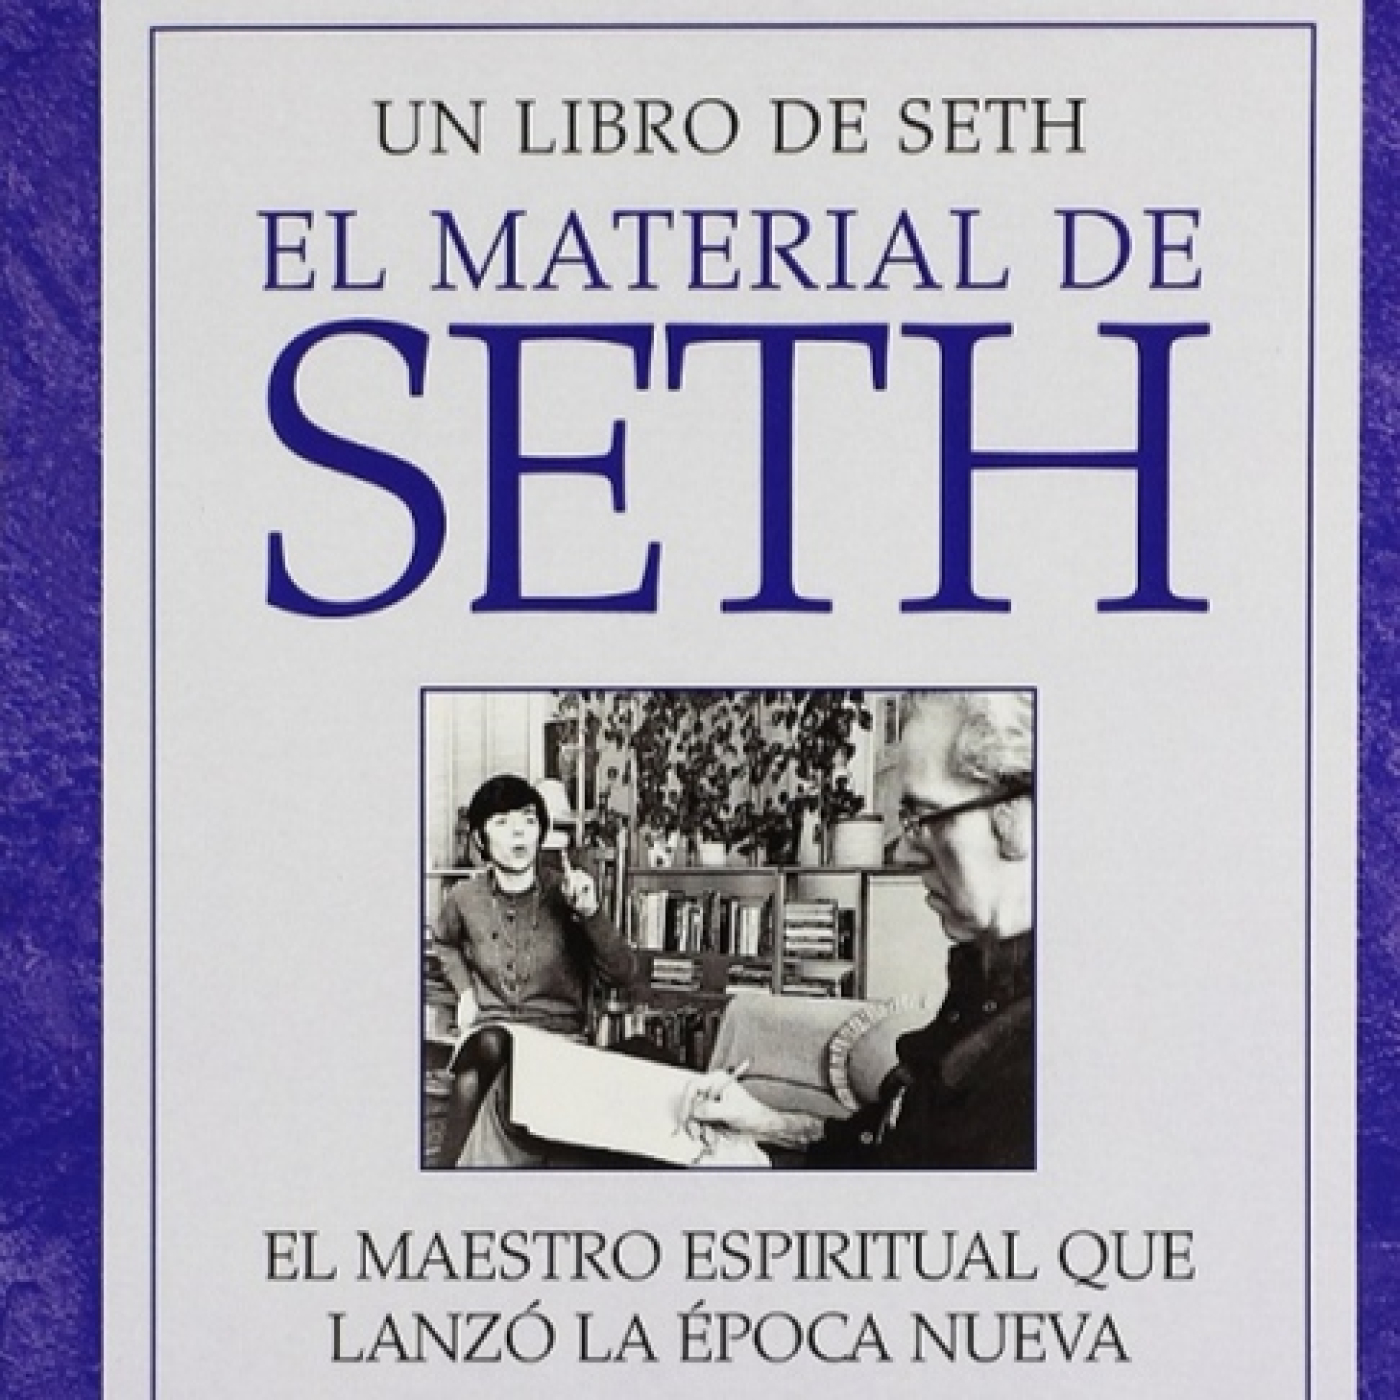 UN LIBRO DE SETH
EL MATERIAL DE
SETH
EL MAESTRO ESPIRITUAL QUE
LANZÓ LA ÉPOCA NUEVA